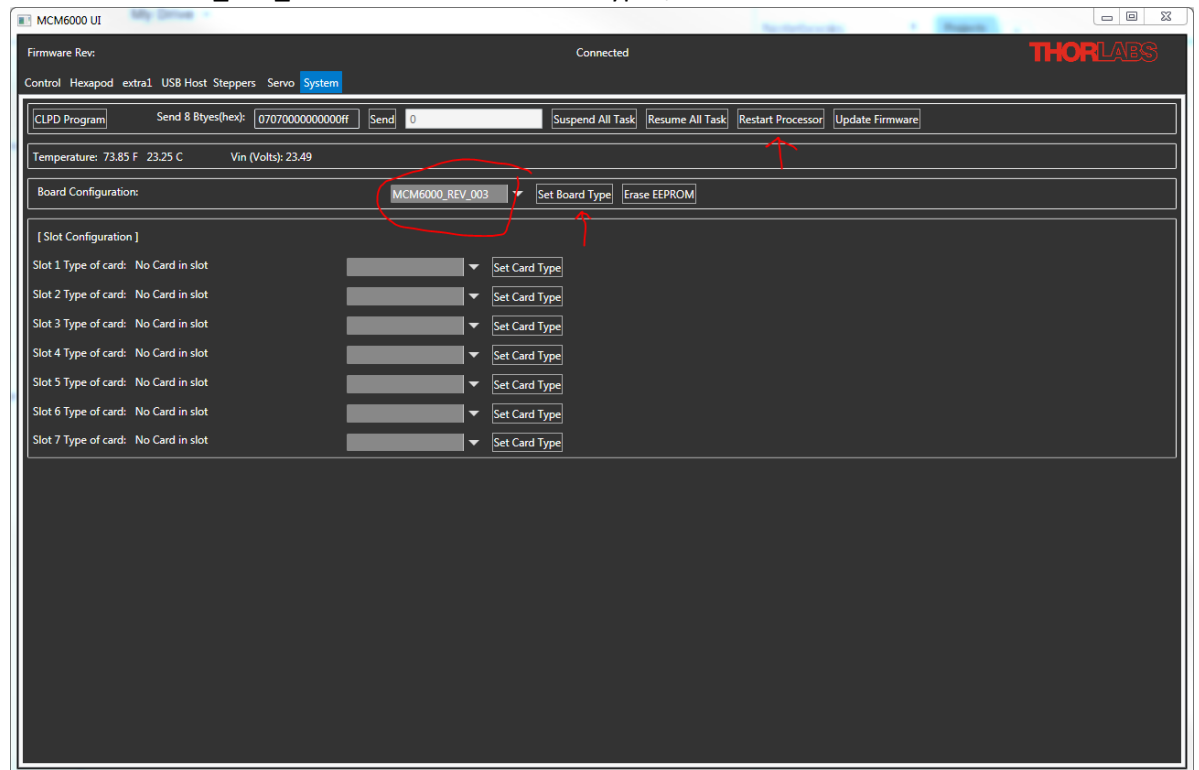 MCM6000 UI
Firmware Rev: Connected THORLABS
Control Hexapod extra1 USB Host Steppers Servo System
CLPD Program Send 8 Btyes(hex): 07070000000000ff Send 0 Suspend All Task Resume All Task Restart Processor Update Firmware
Temperature: 73.85 F 23.25 C Vin (Volts): 23.49
Board Configuration: MCM6000_REV_003 Set Board Type Erase EEPROM
[ Slot Configuration ]
Slot 1 Type of card: No Card in slot Set Card Type
Slot 2 Type of card: No Card in slot Set Card Type
Slot 3 Type of card: No Card in slot Set Card Type
Slot 4 Type of card: No Card in slot Set Card Type
Slot 5 Type of card: No Card in slot Set Card Type
Slot 6 Type of card: No Card in slot Set Card Type
Slot 7 Type of card: No Card in slot Set Card Type